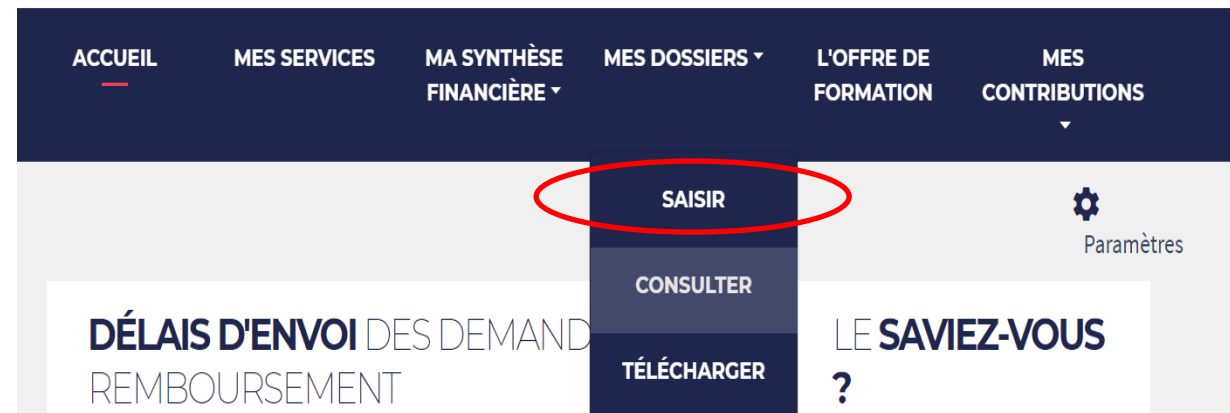 ACCUEIL
MES SERVICES
MA SYNTHÈSE
FINANCIÈRE
MES DOSSIERS
L'OFFRE DE
FORMATION
MES
CONTRIBUTIONS
SAISIR
CONSULTER
TÉLÉCHARGER
Paramètres
DÉLAIS D'ENVOI DES DEMAND
REMBOURSEMENT
LE SAVIEZ-VOUS
?